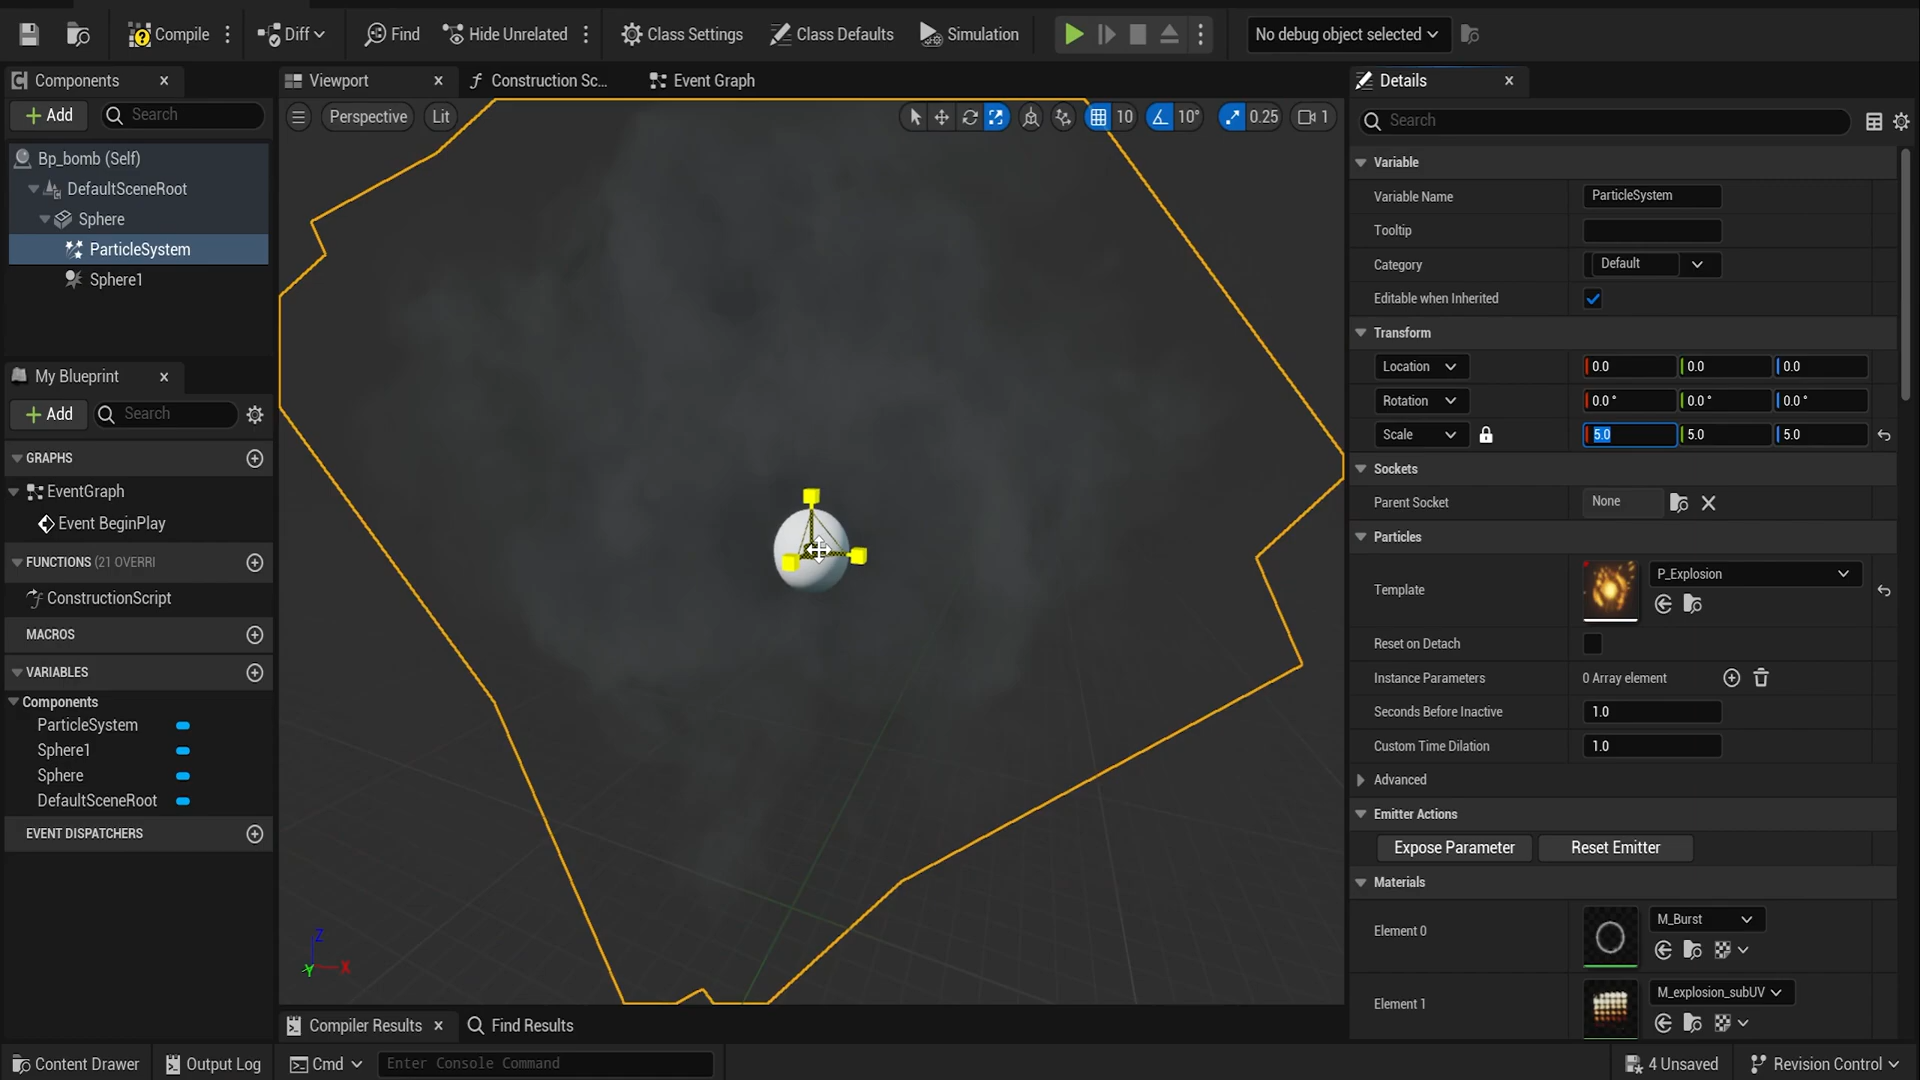 Compile
Diff
Find
Hide Unrelated
Class Settings
Class Defaults
Simulation
No debug object selected
Components
Add
Search
Bp_bomb (Self)
DefaultSceneRoot
Sphere
ParticleSystem
Sphere1
My Blueprint
Add
Search
GRAPHS
EventGraph
Event BeginPlay
FUNCTIONS (21 OVERRI
ConstructionScript
MACROS
VARIABLES
Components
ParticleSystem
Sphere1
Sphere
DefaultSceneRoot
EVENT DISPATCHERS
Viewport
Construction Sc...
Event Graph
Perspective
Lit
10
10°
0.25
1
Z
Y
X
Compiler Results
Find Results
Details
Search
Variable
Variable Name ParticleSystem
Tooltip
Category Default
Editable when Inherited
Transform
Location 0.0 0.0 0.0
Rotation 0.0 ° 0.0 ° 0.0 °
Scale 5.0 5.0 5.0
Sockets
Parent Socket None
Particles
Template P_Explosion
Reset on Detach
Instance Parameters 0 Array element
Seconds Before Inactive 1.0
Custom Time Dilation 1.0
Advanced
Emitter Actions
Expose Parameter Reset Emitter
Materials
Element 0 M_Burst
Element 1 M_explosion_subUV
Content Drawer
Output Log
Cmd
Enter Console Command
4 Unsaved
Revision Control